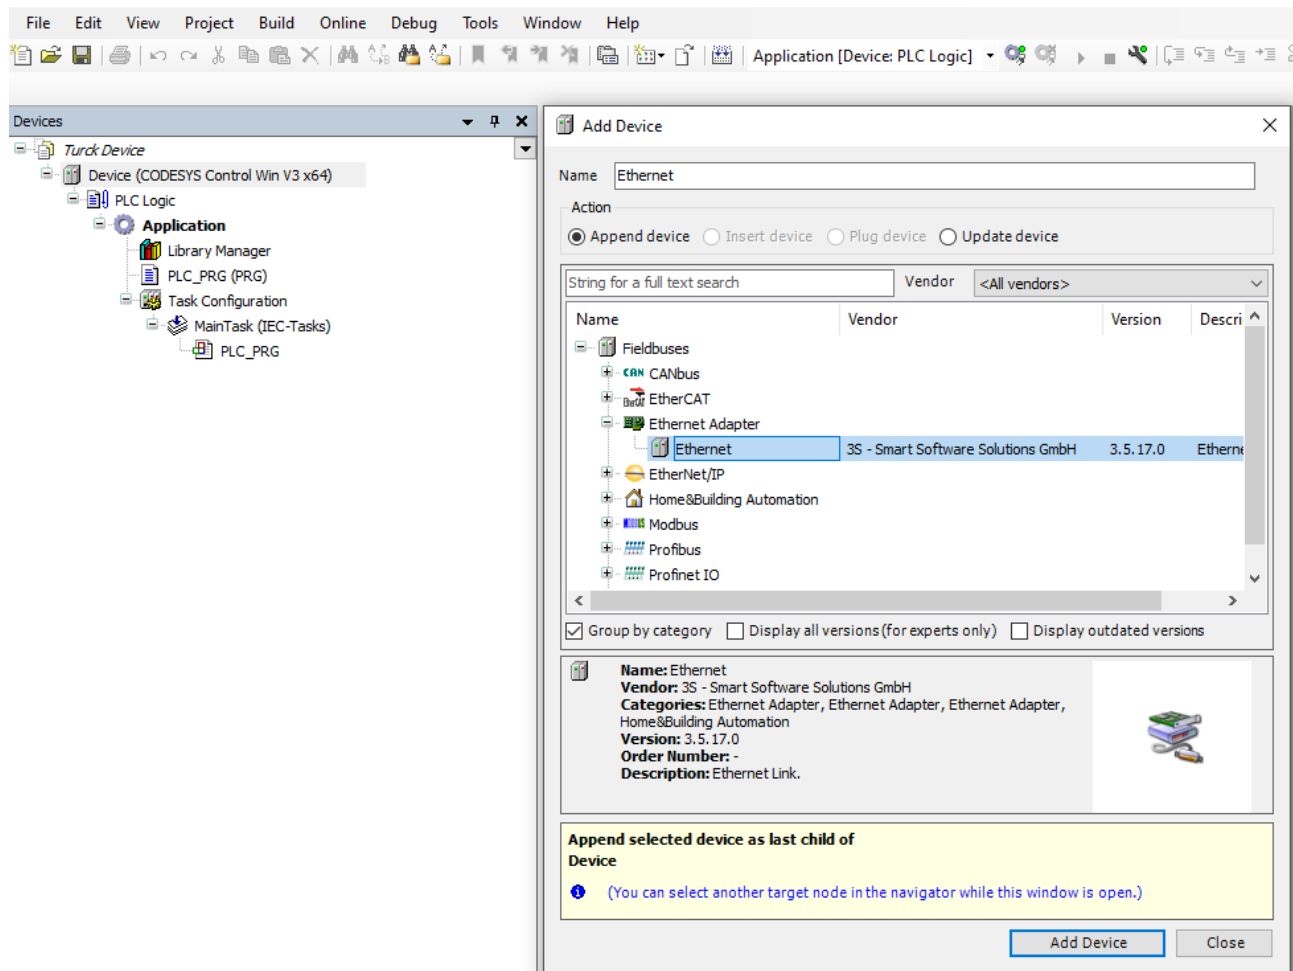 File Edit View Project Build Online Debug Tools Window Help
Application [Device: PLC Logic]
Devices
Turck Device
Device (CODESYS Control Win V3 x64)
PLC Logic
Application
Library Manager
PLC_PRG (PRG)
Task Configuration
MainTask (IEC-Tasks)
PLC_PRG
Add Device
Name Ethernet
Action
Append device Insert device Plug device Update device
String for a full text search Vendor <All vendors>
Name Vendor Version Descri
Fieldbuses
CAN CANbus
EtherCAT
Ethernet Adapter
Ethernet 3S - Smart Software Solutions GmbH 3.5.17.0 Etherne
EtherNet/IP
Home&Building Automation
Modbus
Profibus
Profinet IO
Group by category Display all versions (for experts only) Display outdated versions
Name: Ethernet
Vendor: 3S - Smart Software Solutions GmbH
Categories: Ethernet Adapter, Ethernet Adapter, Ethernet Adapter,
Home&Building Automation
Version: 3.5.17.0
Order Number: -
Description: Ethernet Link.
Append selected device as last child of
Device
(You can select another target node in the navigator while this window is open.)
Add Device Close